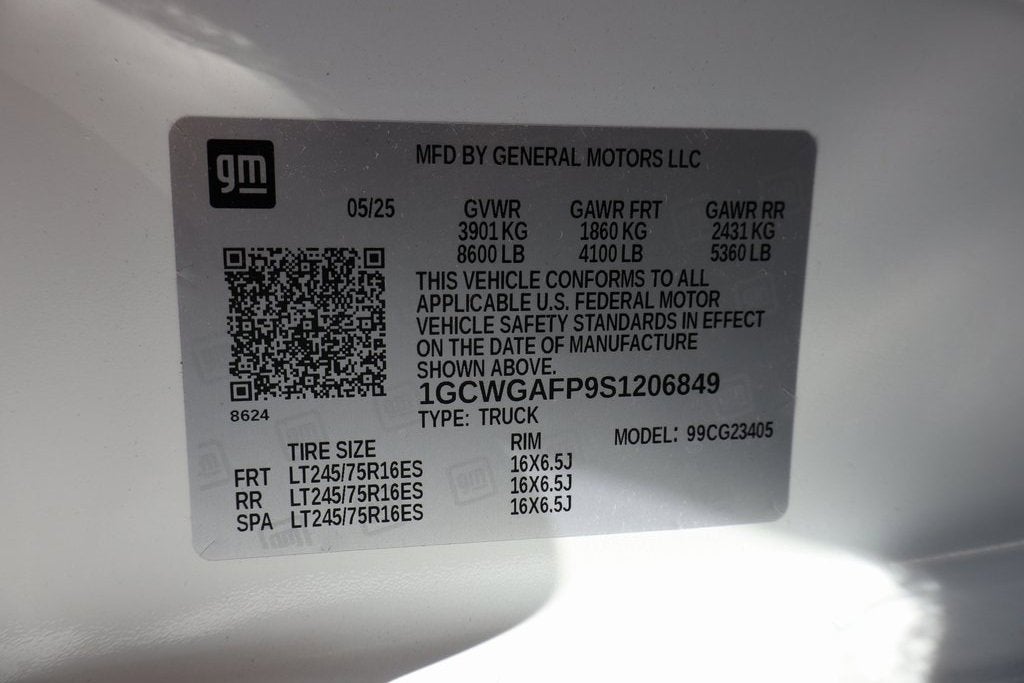 gm
MFD BY GENERAL MOTORS LLC
05/25 GVWR GAWR FRT GAWR RR
3901 KG 1860 KG 2431 KG
8600 LB 4100 LB 5360 LB
THIS VEHICLE CONFORMS TO ALL
APPLICABLE U.S. FEDERAL MOTOR
VEHICLE SAFETY STANDARDS IN EFFECT
ON THE DATE OF MANUFACTURE
SHOWN ABOVE.
1GCWGAFP9S1206849
8624
TYPE: TRUCK
MODEL: 99CG23405
TIRE SIZE RIM
FRT LT245/75R16ES 16X6.5J
RR LT245/75R16ES 16X6.5J
SPA LT245/75R16ES 16X6.5J